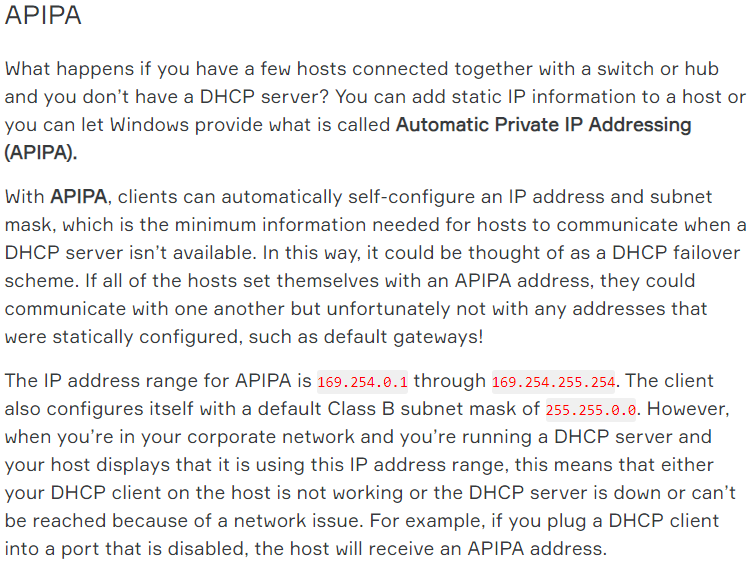 APIPA
What happens if you have a few hosts connected together with a switch or hub
and you don’t have a DHCP server? You can add static IP information to a host or
you can let Windows provide what is called Automatic Private IP Addressing
(APIPA).
With APIPA, clients can automatically self-configure an IP address and subnet
mask, which is the minimum information needed for hosts to communicate when a
DHCP server isn’t available. In this way, it could be thought of as a DHCP failover
scheme. If all of the hosts set themselves with an APIPA address, they could
communicate with one another but unfortunately not with any addresses that
were statically configured, such as default gateways!
The IP address range for APIPA is 169.254.0.1 through 169.254.255.254. The client
also configures itself with a default Class B subnet mask of 255.255.0.0. However,
when you’re in your corporate network and you’re running a DHCP server and
your host displays that it is using this IP address range, this means that either
your DHCP client on the host is not working or the DHCP server is down or can’t
be reached because of a network issue. For example, if you plug a DHCP client
into a port that is disabled, the host will receive an APIPA address.